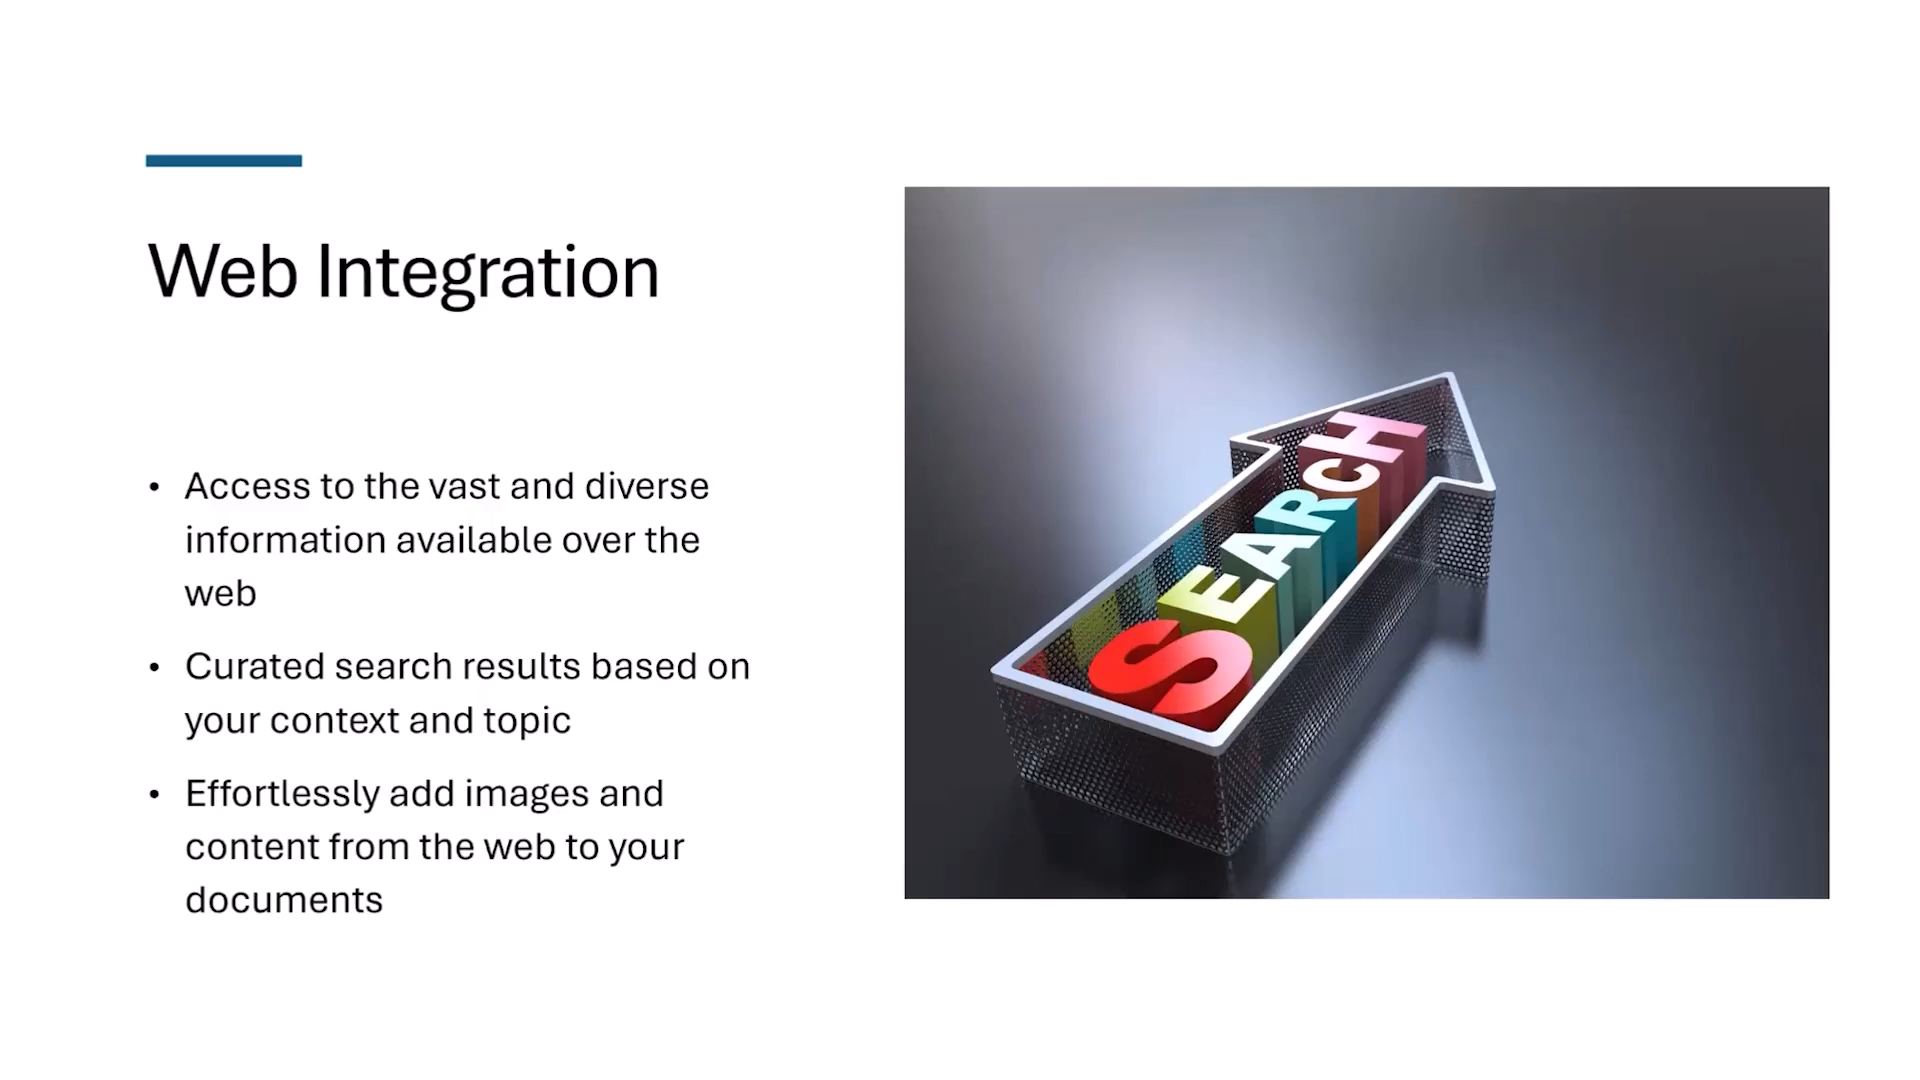 Web Integration
• Access to the vast and diverse
information available over the
web
• Curated search results based on
your context and topic
• Effortlessly add images and
content from the web to your
documents
SEARCH